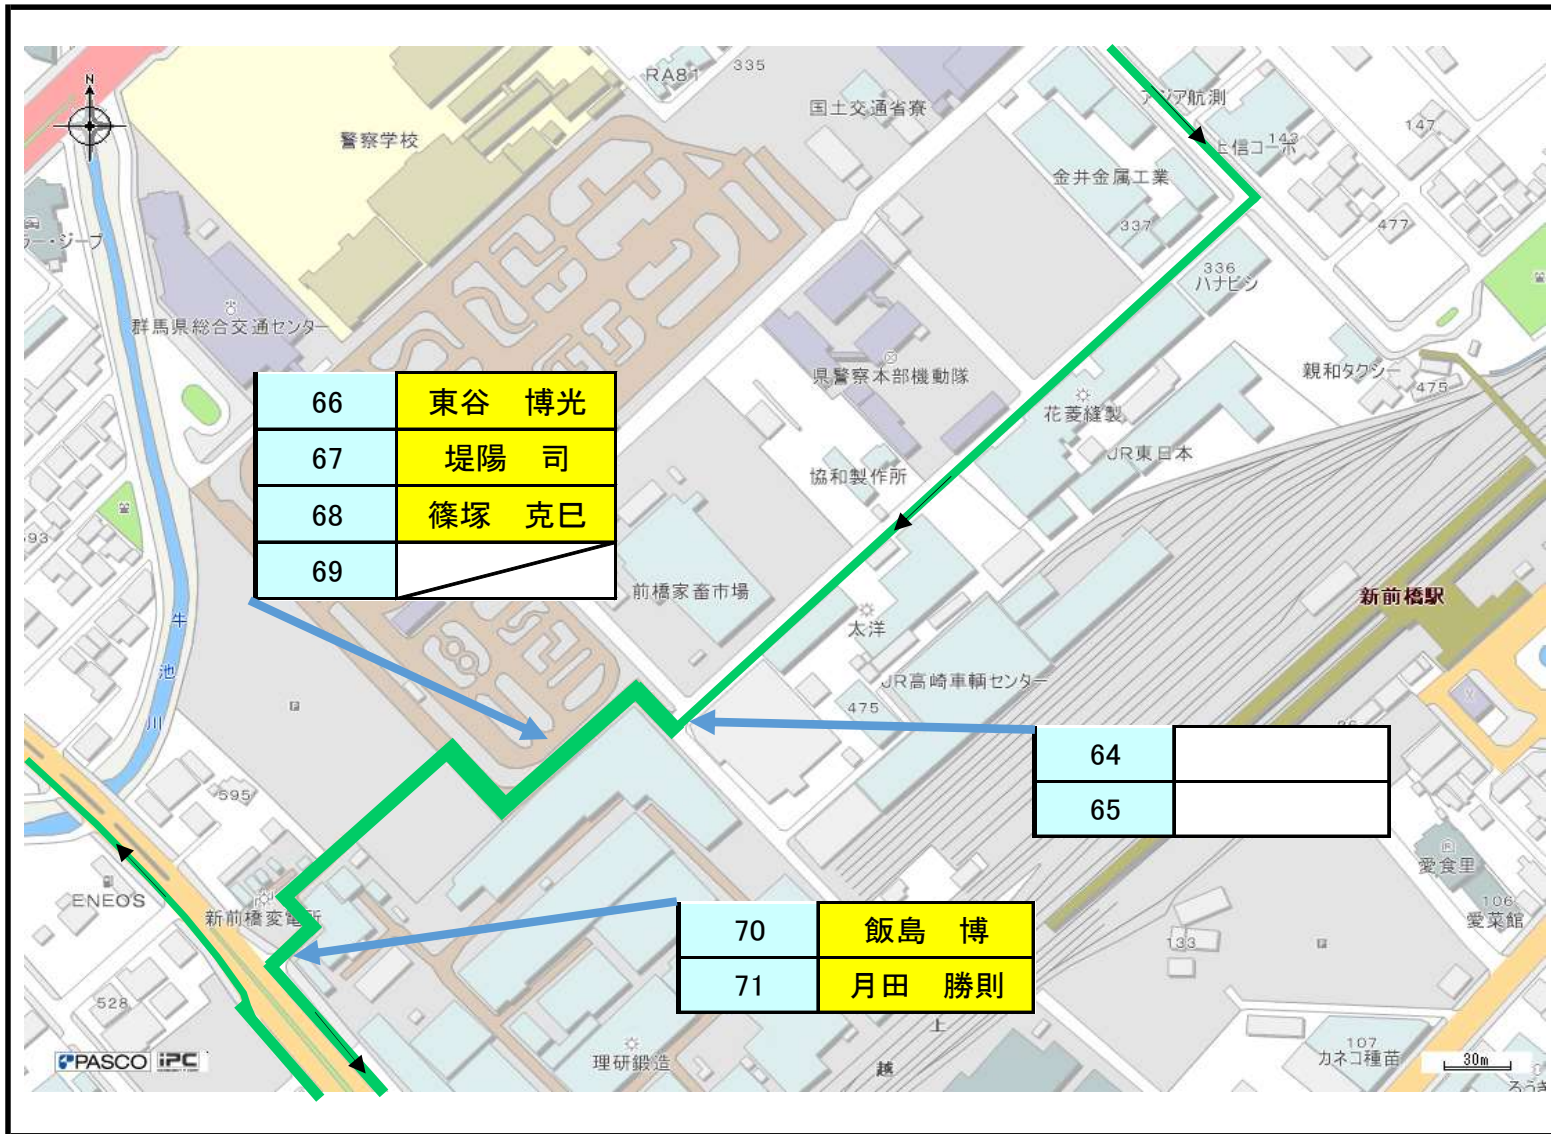 N
RA81
335
国土交通省寮
アジア航測
上信コーポ
143
147
警察学校
金井金属工業
337
477
336
ハナビシ
群馬県総合交通センター
県警察本部機動隊
親和タクシー
475
花菱縫製
JR東日本
協和製作所
66 東谷 博光
67 堤陽 司
68 篠塚 克巳
69
前橋家畜市場
太洋
新前橋駅
JR高崎車輌センター
475
牛池川
64
65
595
ENEOS
新前橋変電所
愛食里
106
愛菜館
70 飯島 博
71 月田 勝則
133
528
上
越
理研鍛造
107
カネコ種苗
PASCO iPC
30m